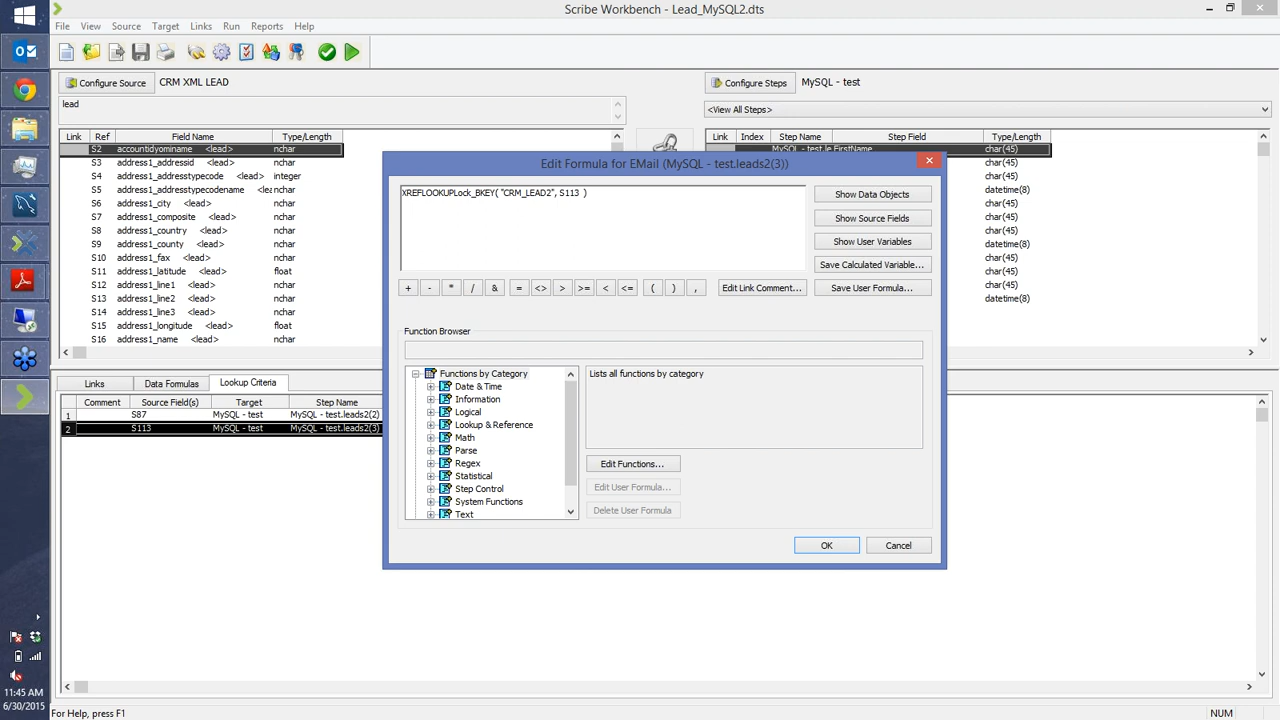 Scribe Workbench - Lead_MySQL2.dts
File View Source Target Links Run Reports Help
Configure Source CRM XML LEAD
Configure Steps MySQL - test
lead
<View All Steps>
Link Ref Field Name Type/Length
Link Index Step Name Step Field Type/Length
S2 accountidyominame <lead> nchar
MySQL - test.le FirstName char(45)
S3 address1_addressid <lead> nchar
char(45)
S4 address1_addresstypecode <lead> integer
char(45)
S5 address1_addresstypecodename <lea nchar
datetime(8)
S6 address1_city <lead> nchar
char(45)
S7 address1_composite <lead> nchar
char(45)
S8 address1_country <lead> nchar
char(45)
S9 address1_county <lead> nchar
datetime(8)
S10 address1_fax <lead> nchar
char(45)
S11 address1_latitude <lead> float
char(45)
S12 address1_line1 <lead> nchar
char(45)
S13 address1_line2 <lead> nchar
datetime(8)
S14 address1_line3 <lead> nchar
S15 address1_longitude <lead> float
S16 address1_name <lead> nchar
Edit Formula for EMail (MySQL - test.leads2(3))
XREFLOOKUPLock_BKEY( "CRM_LEAD2", S113 )
Show Data Objects
Show Source Fields
Show User Variables
Save Calculated Variable...
+ - * / & = <> > >= < <= ( ) , Edit Link Comment... Save User Formula...
Function Browser
Functions by Category
Date & Time
Information
Logical
Lookup & Reference
Math
Parse
Regex
Statistical
Step Control
System Functions
Text
Lists all functions by category
Edit Functions...
Edit User Formula...
Delete User Formula
OK Cancel
Links Data Formulas Lookup Criteria
Comment Source Field(s) Target Step Name
1 S87 MySQL - test MySQL - test.leads2(2)
2 S113 MySQL - test MySQL - test.leads2(3)
11:45 AM
6/30/2015
For Help, press F1
NUM